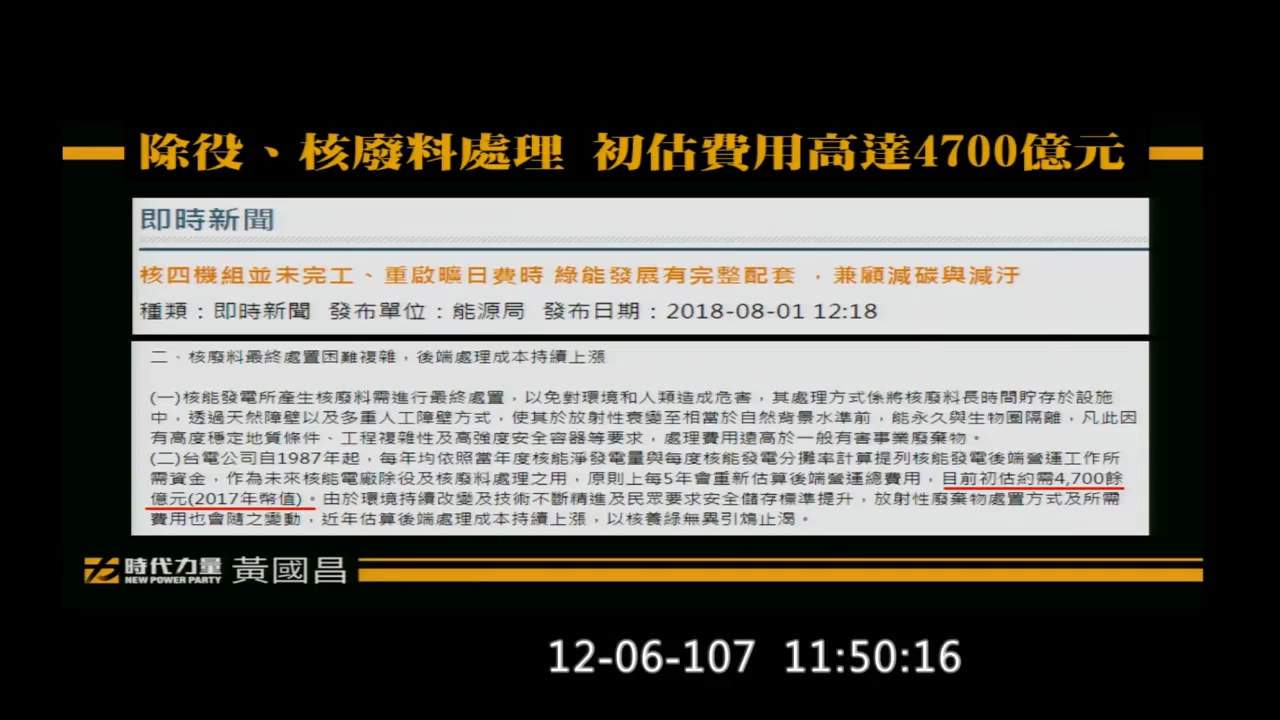 除役、核廢料處理 初估費用高達4700億元
即時新聞
核四機組並未完工、重啟曠日費時 綠能發展有完整配套 ，兼顧減碳與減汙
種類：即時新聞 發布單位：能源局 發布日期：2018-08-01 12:18
二、核廢料最終處置困難複雜，後端處理成本持續上漲
(一)核能發電所產生核廢料需進行最終處置，以免對環境和人類造成危害，其處理方式係將核廢料長時間貯存於設施
中，透過天然障壁以及多重人工障壁方式，使其於放射性衰變至相當於自然背景水準前，能永久與生物圈隔離，凡此因
有高度穩定地質條件、工程複雜性及高強度安全容器等要求，處理費用遠高於一般有害事業廢棄物。
(二)台電公司自1987年起，每年均依照當年度核能淨發電量與每度核能發電分攤率計算提列核能發電後端營運工作所
需資金，作為未來核能電廠除役及核廢料處理之用，原則上每5年會重新估算後端營運總費用，目前初估約需4,700餘
億元(2017年幣值)。由於環境持續改變及技術不斷精進及民眾要求安全儲存標準提升，放射性廢棄物處置方式及所需
費用也會隨之變動，近年估算後端處理成本持續上漲，以核養綠無異引鴆止渴。
時代力量 NEW POWER PARTY 黃國昌
12-06-107 11:50:16